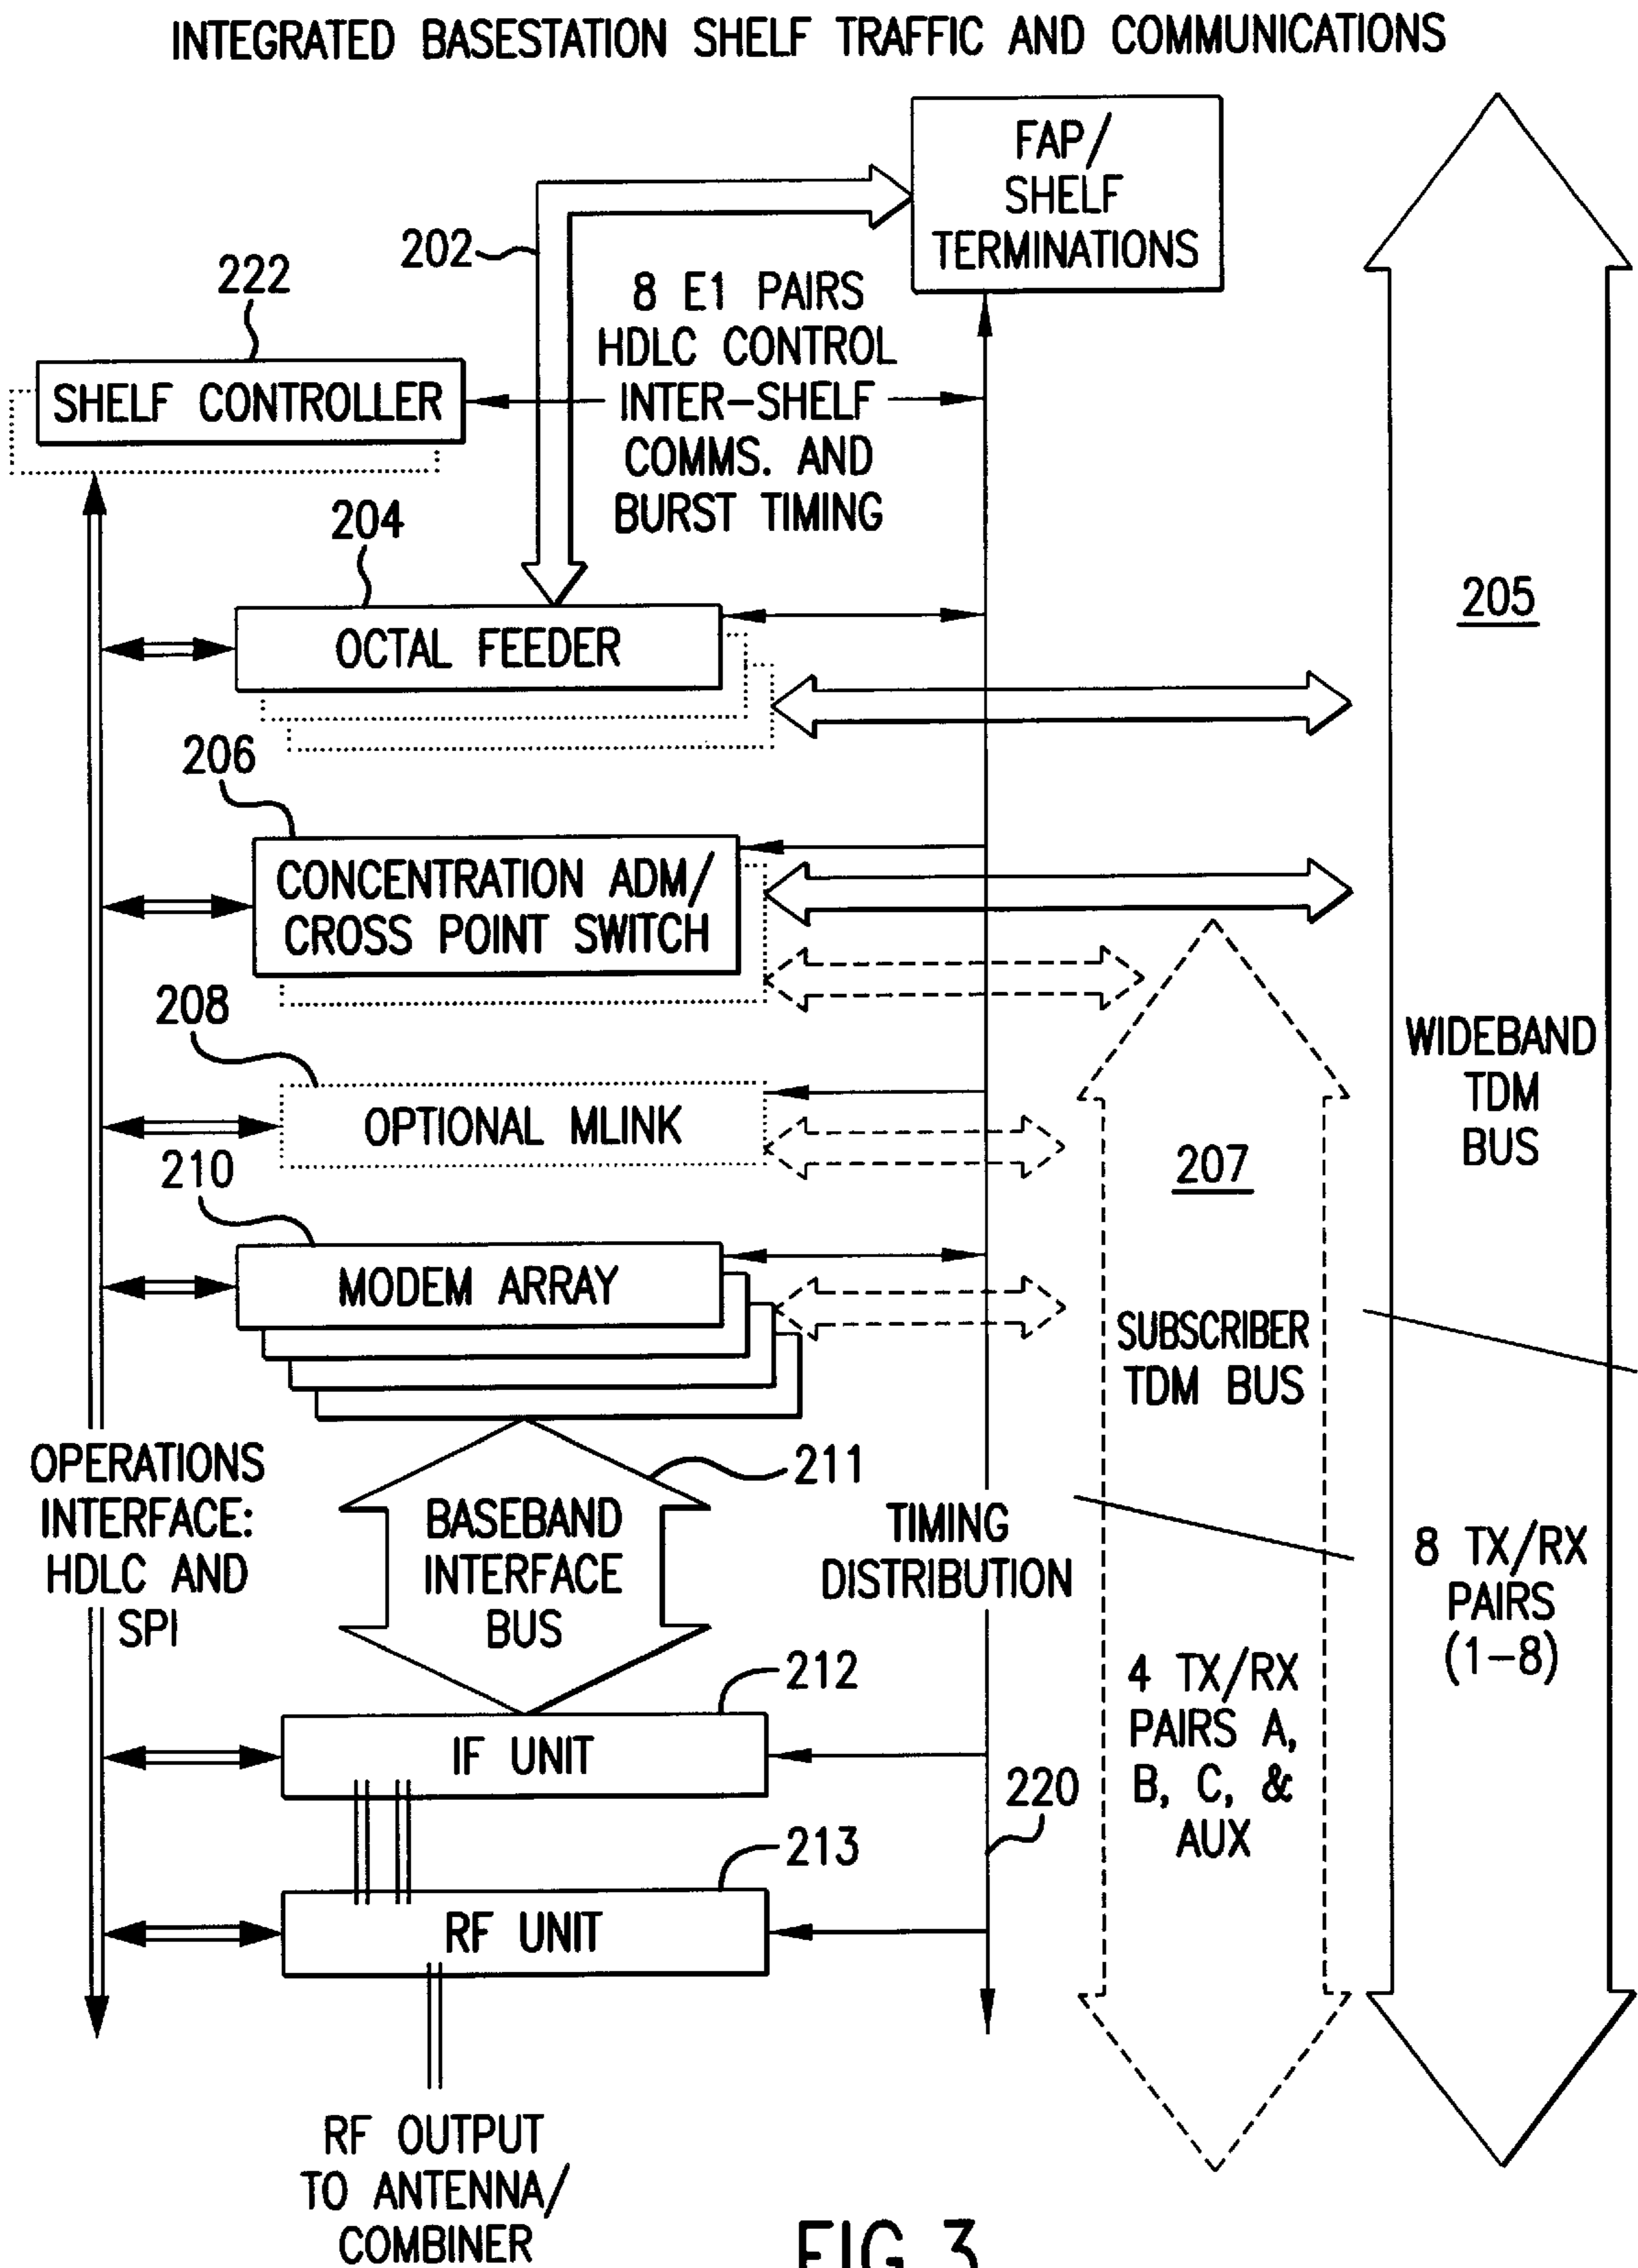 INTEGRATED BASESTATION SHELF TRAFFIC AND COMMUNICATIONS
FAP/
SHELF
TERMINATIONS
202
8 E1 PAIRS
HDLC CONTROL
INTER-SHELF
COMMS. AND
BURST TIMING
222
SHELF CONTROLLER
204
OCTAL FEEDER
205
206
CONCENTRATION ADM/
CROSS POINT SWITCH
208
OPTIONAL MLINK
WIDEBAND
TDM
BUS
207
210
MODEM ARRAY
SUBSCRIBER
TDM BUS
OPERATIONS
INTERFACE:
HDLC AND
SPI
BASEBAND
INTERFACE
BUS
211
TIMING
DISTRIBUTION
8 TX/RX
PAIRS
(1-8)
4 TX/RX
PAIRS A,
B, C, &
AUX
212
IF UNIT
220
213
RF UNIT
RF OUTPUT
TO ANTENNA/
COMBINER
FIG.3